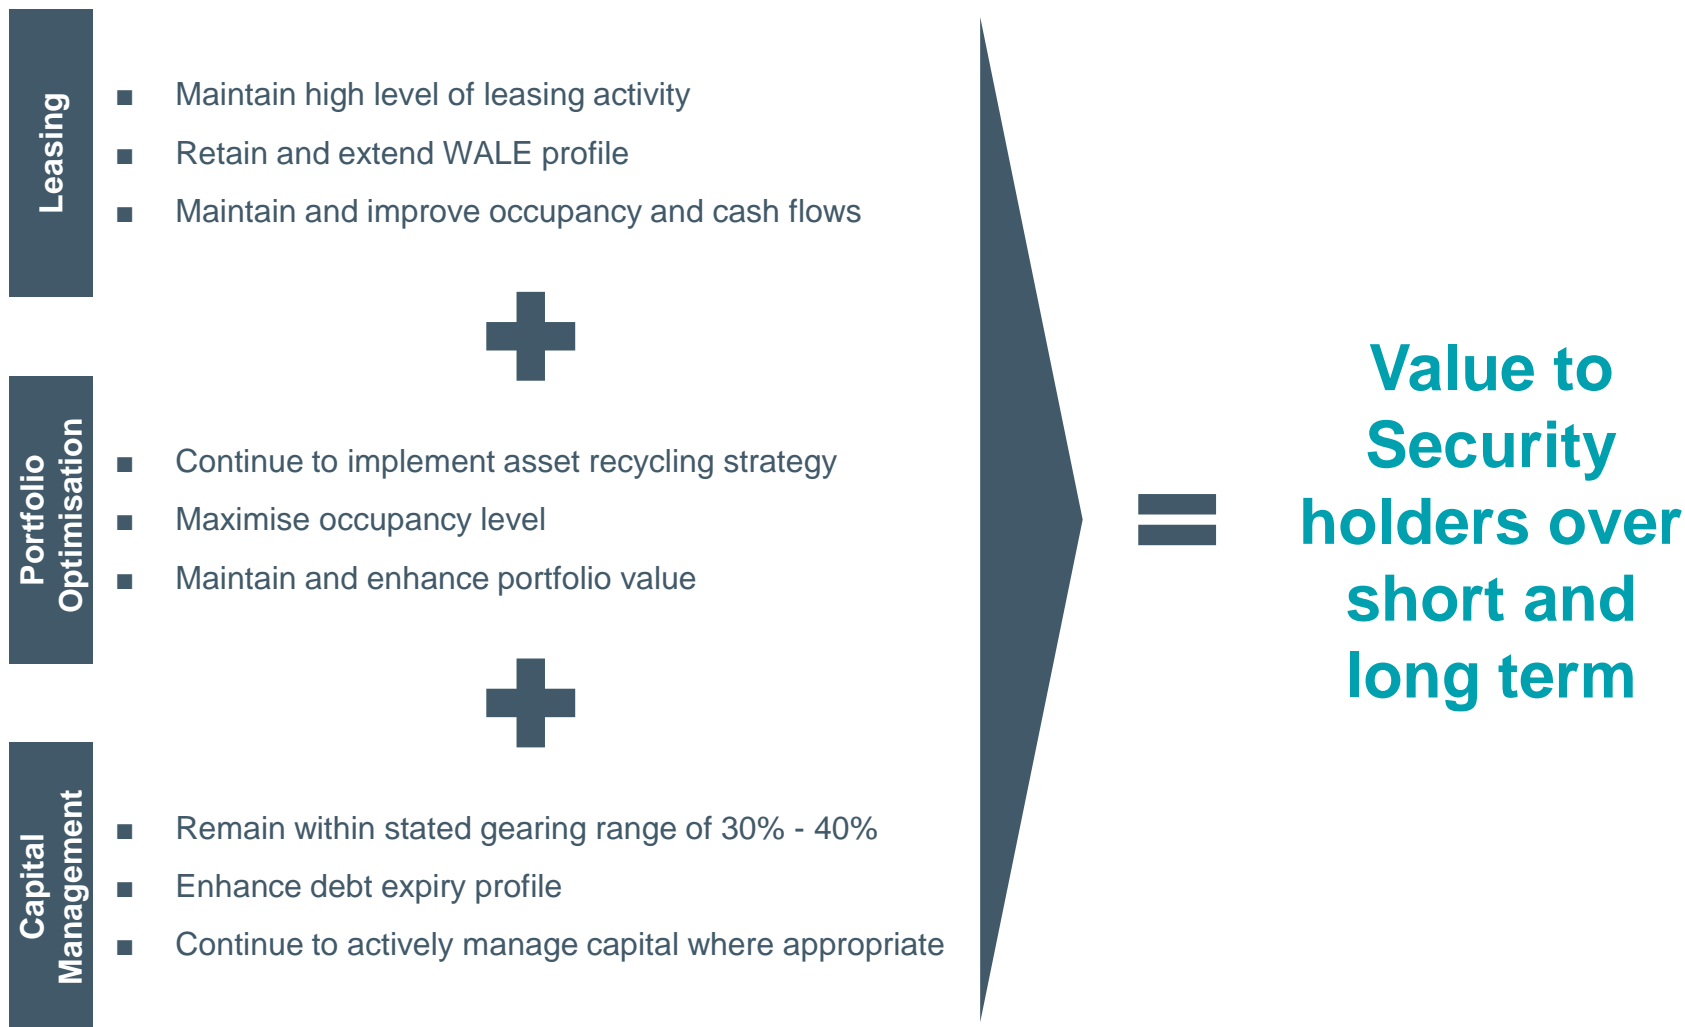 Leasing
■ Maintain high level of leasing activity
■ Retain and extend WALE profile
■ Maintain and improve occupancy and cash flows
Portfolio
Optimisation
■ Continue to implement asset recycling strategy
■ Maximise occupancy level
■ Maintain and enhance portfolio value
Capital
Management
■ Remain within stated gearing range of 30% - 40%
■ Enhance debt expiry profile
■ Continue to actively manage capital where appropriate
Value to
Security
holders over
short and
long term